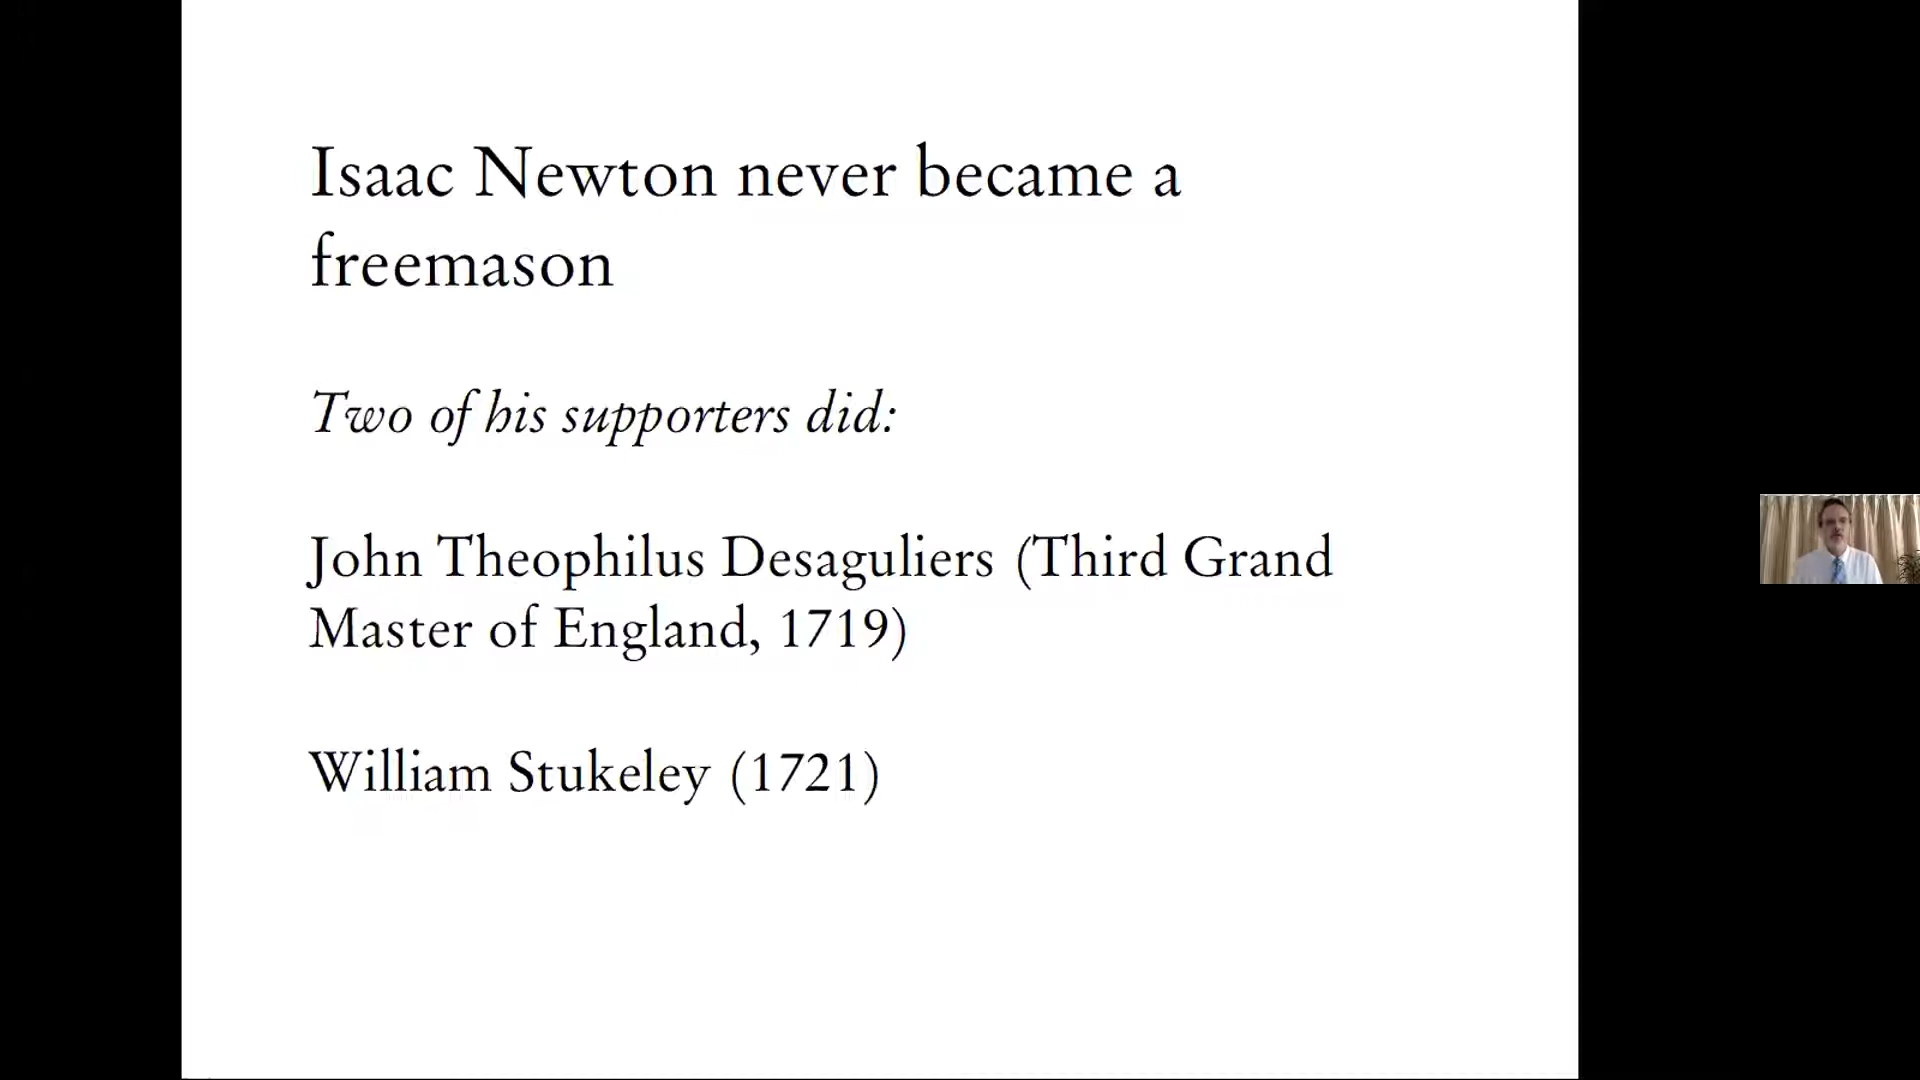 Isaac Newton never became a
freemason
Two of his supporters did:
John Theophilus Desaguliers (Third Grand
Master of England, 1719)
William Stukeley (1721)